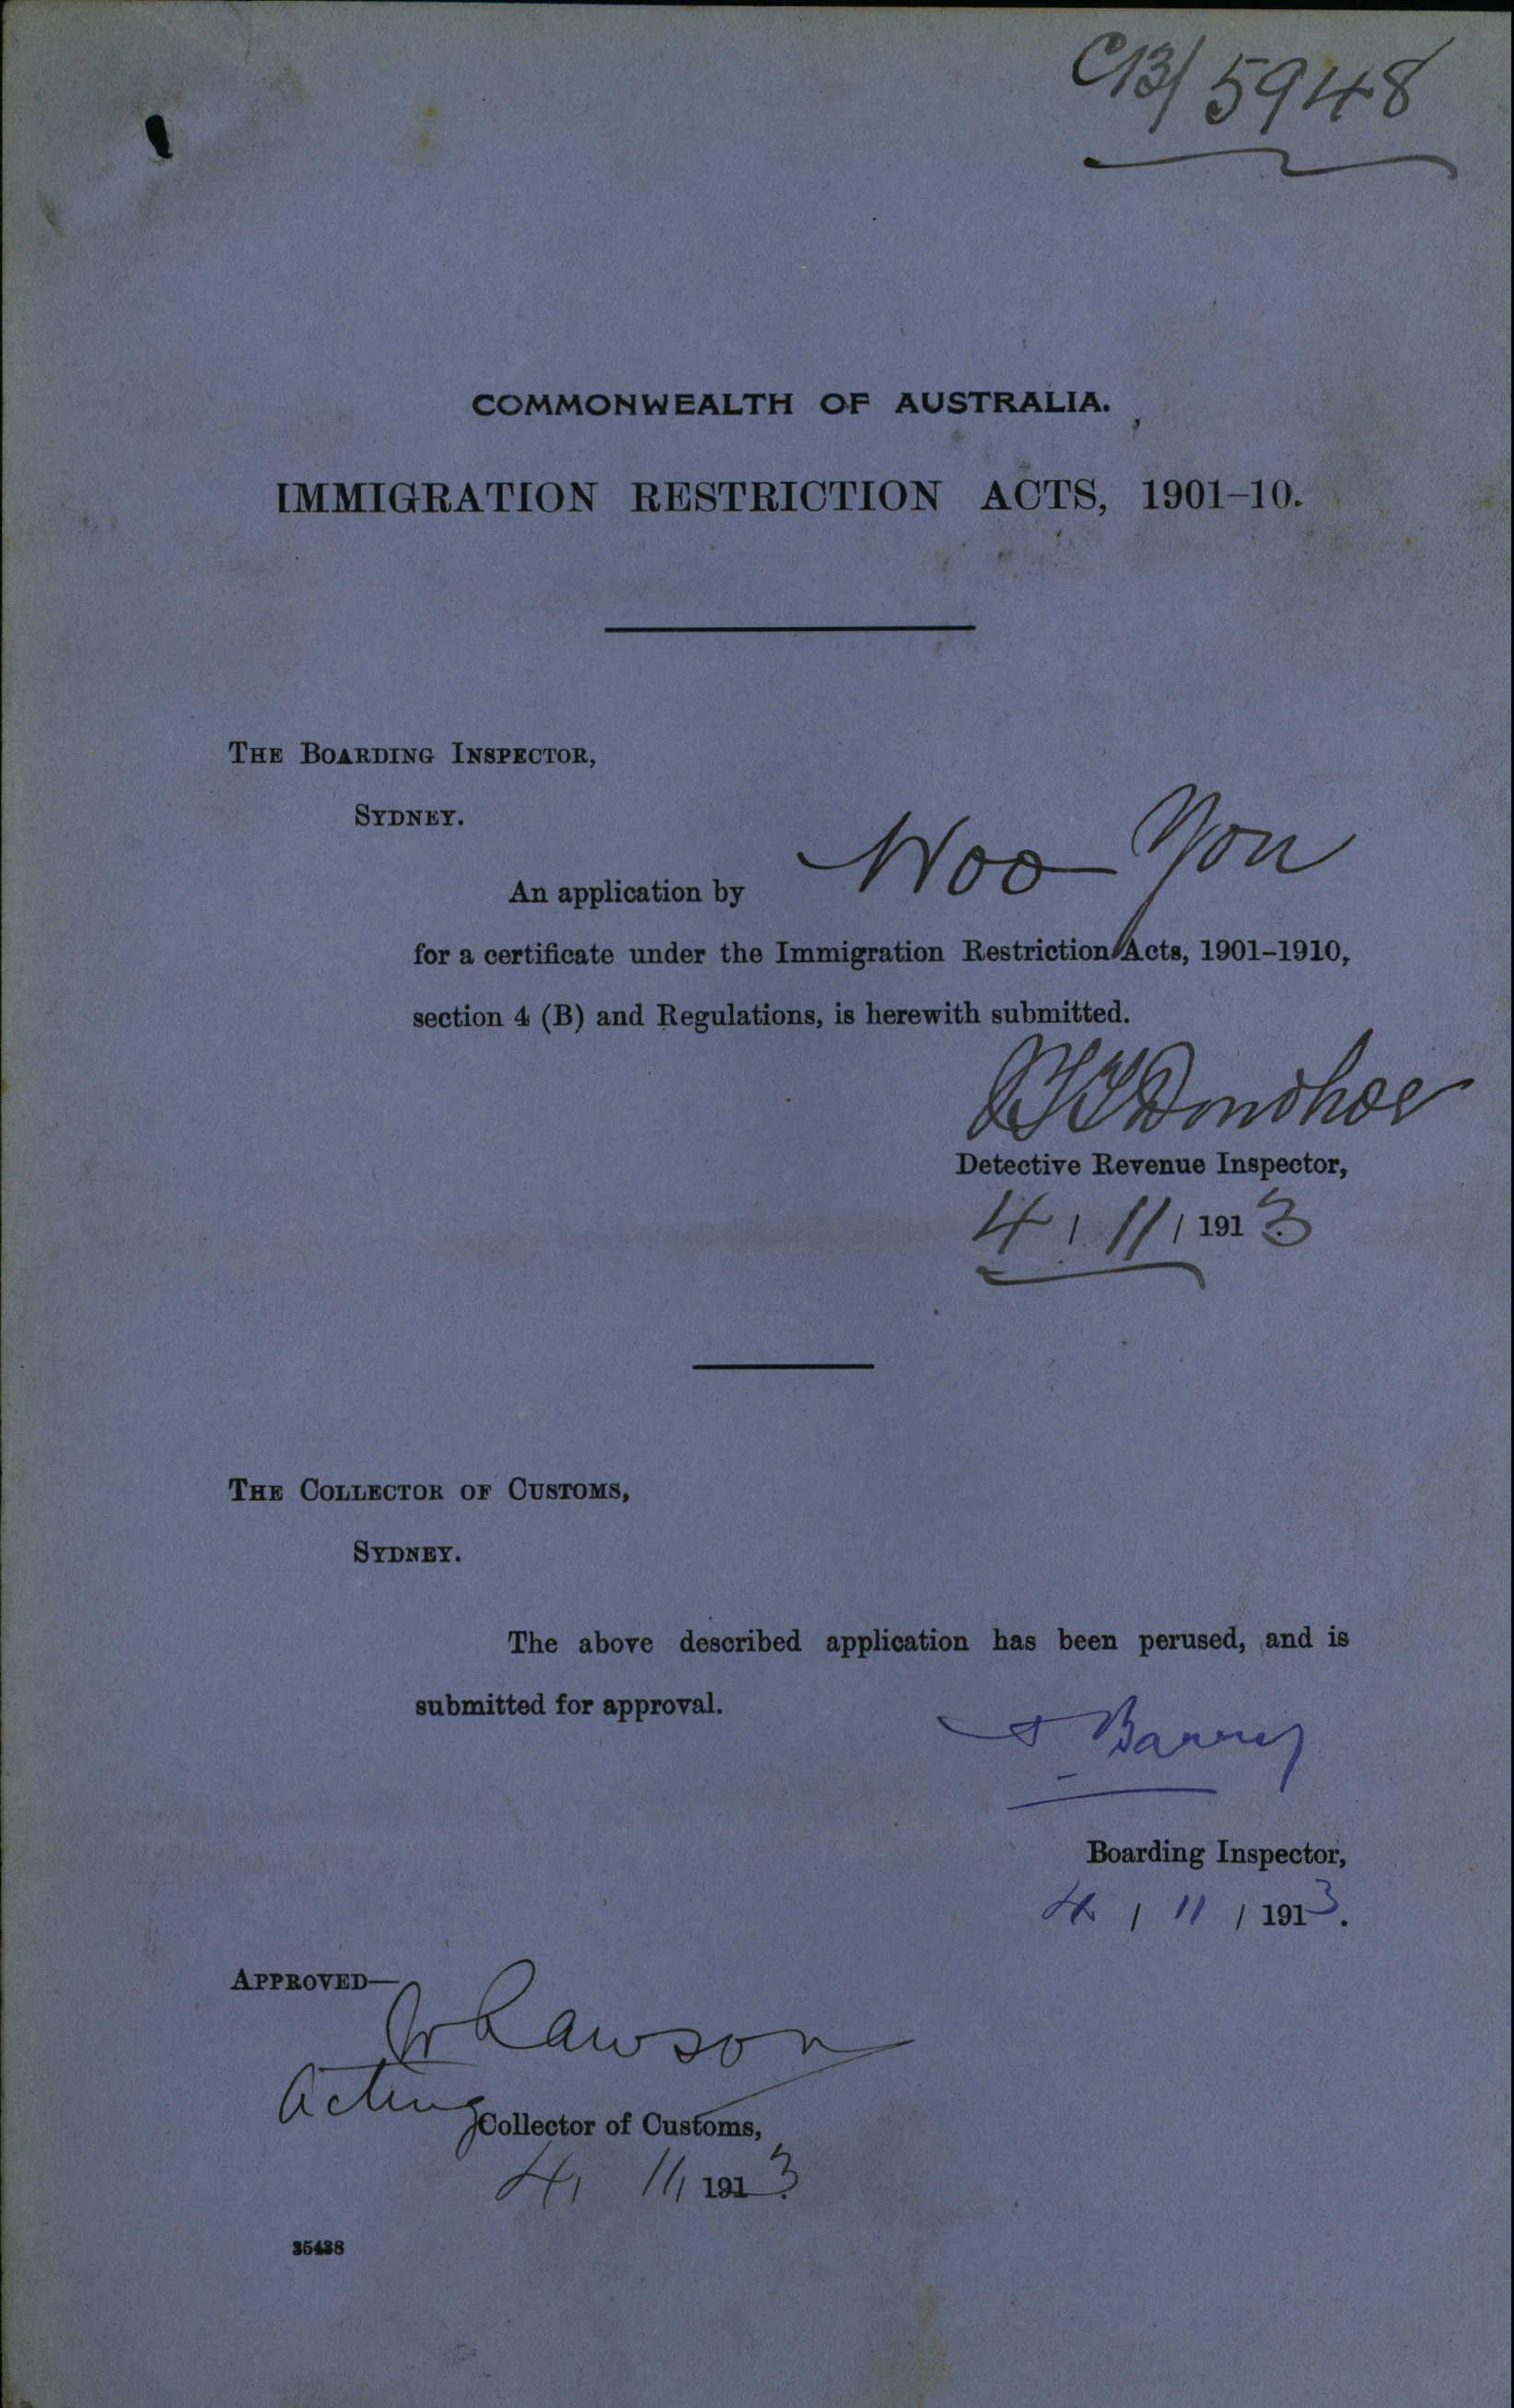 C13/5948
COMMONWEALTH OF AUSTRALIA.
IMMIGRATION RESTRICTION ACTS, 1901-10.
THE BOARDING INSPECTOR,
SYDNEY.
An application by Woo You
for a certificate under the Immigration Restriction Acts, 1901-1910,
section 4 (B) and Regulations, is herewith submitted.
Donohoe
Detective Revenue Inspector,
4 / 11 / 1913
THE COLLECTOR OF CUSTOMS,
SYDNEY.
The above described application has been perused, and is
submitted for approval.
Barrey
Boarding Inspector,
4 / 11 / 1913.
APPROVED—
Lawson
Acting Collector of Customs,
4 / 11 / 1913.
35438